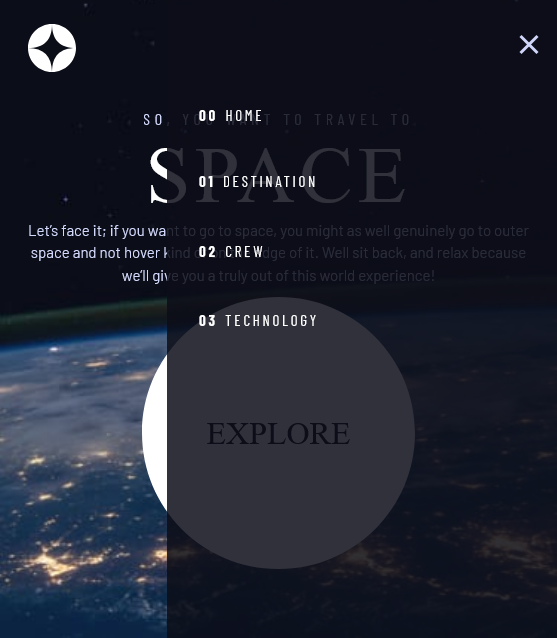 00 HOME
SO, YOU WANT TO TRAVEL TO
SPACE
01 DESTINATION
Let's face it; if you want to go to space, you might as well genuinely go to outer
space and not hover kind of on the edge of it. Well sit back, and relax because
02 CREW
we'll give you a truly out of this world experience!
03 TECHNOLOGY
EXPLORE